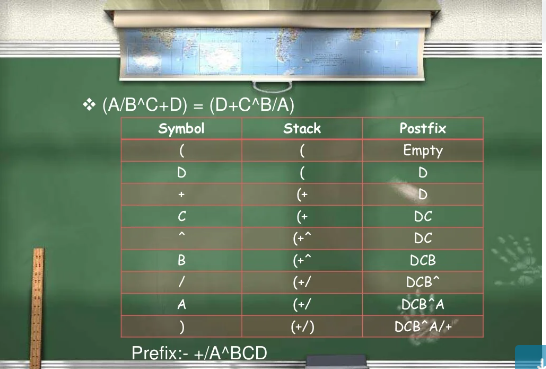 ❖ (A/B^C+D) = (D+C^B/A)
Symbol Stack Postfix
( ( Empty
D ( D
+ (+ D
C (+ DC
^ (+^ DC
B (+^ DCB
/ (+/ DCB^
A (+/ DCB^A
) (+/) DCB^A/+
Prefix:- +/A^BCD